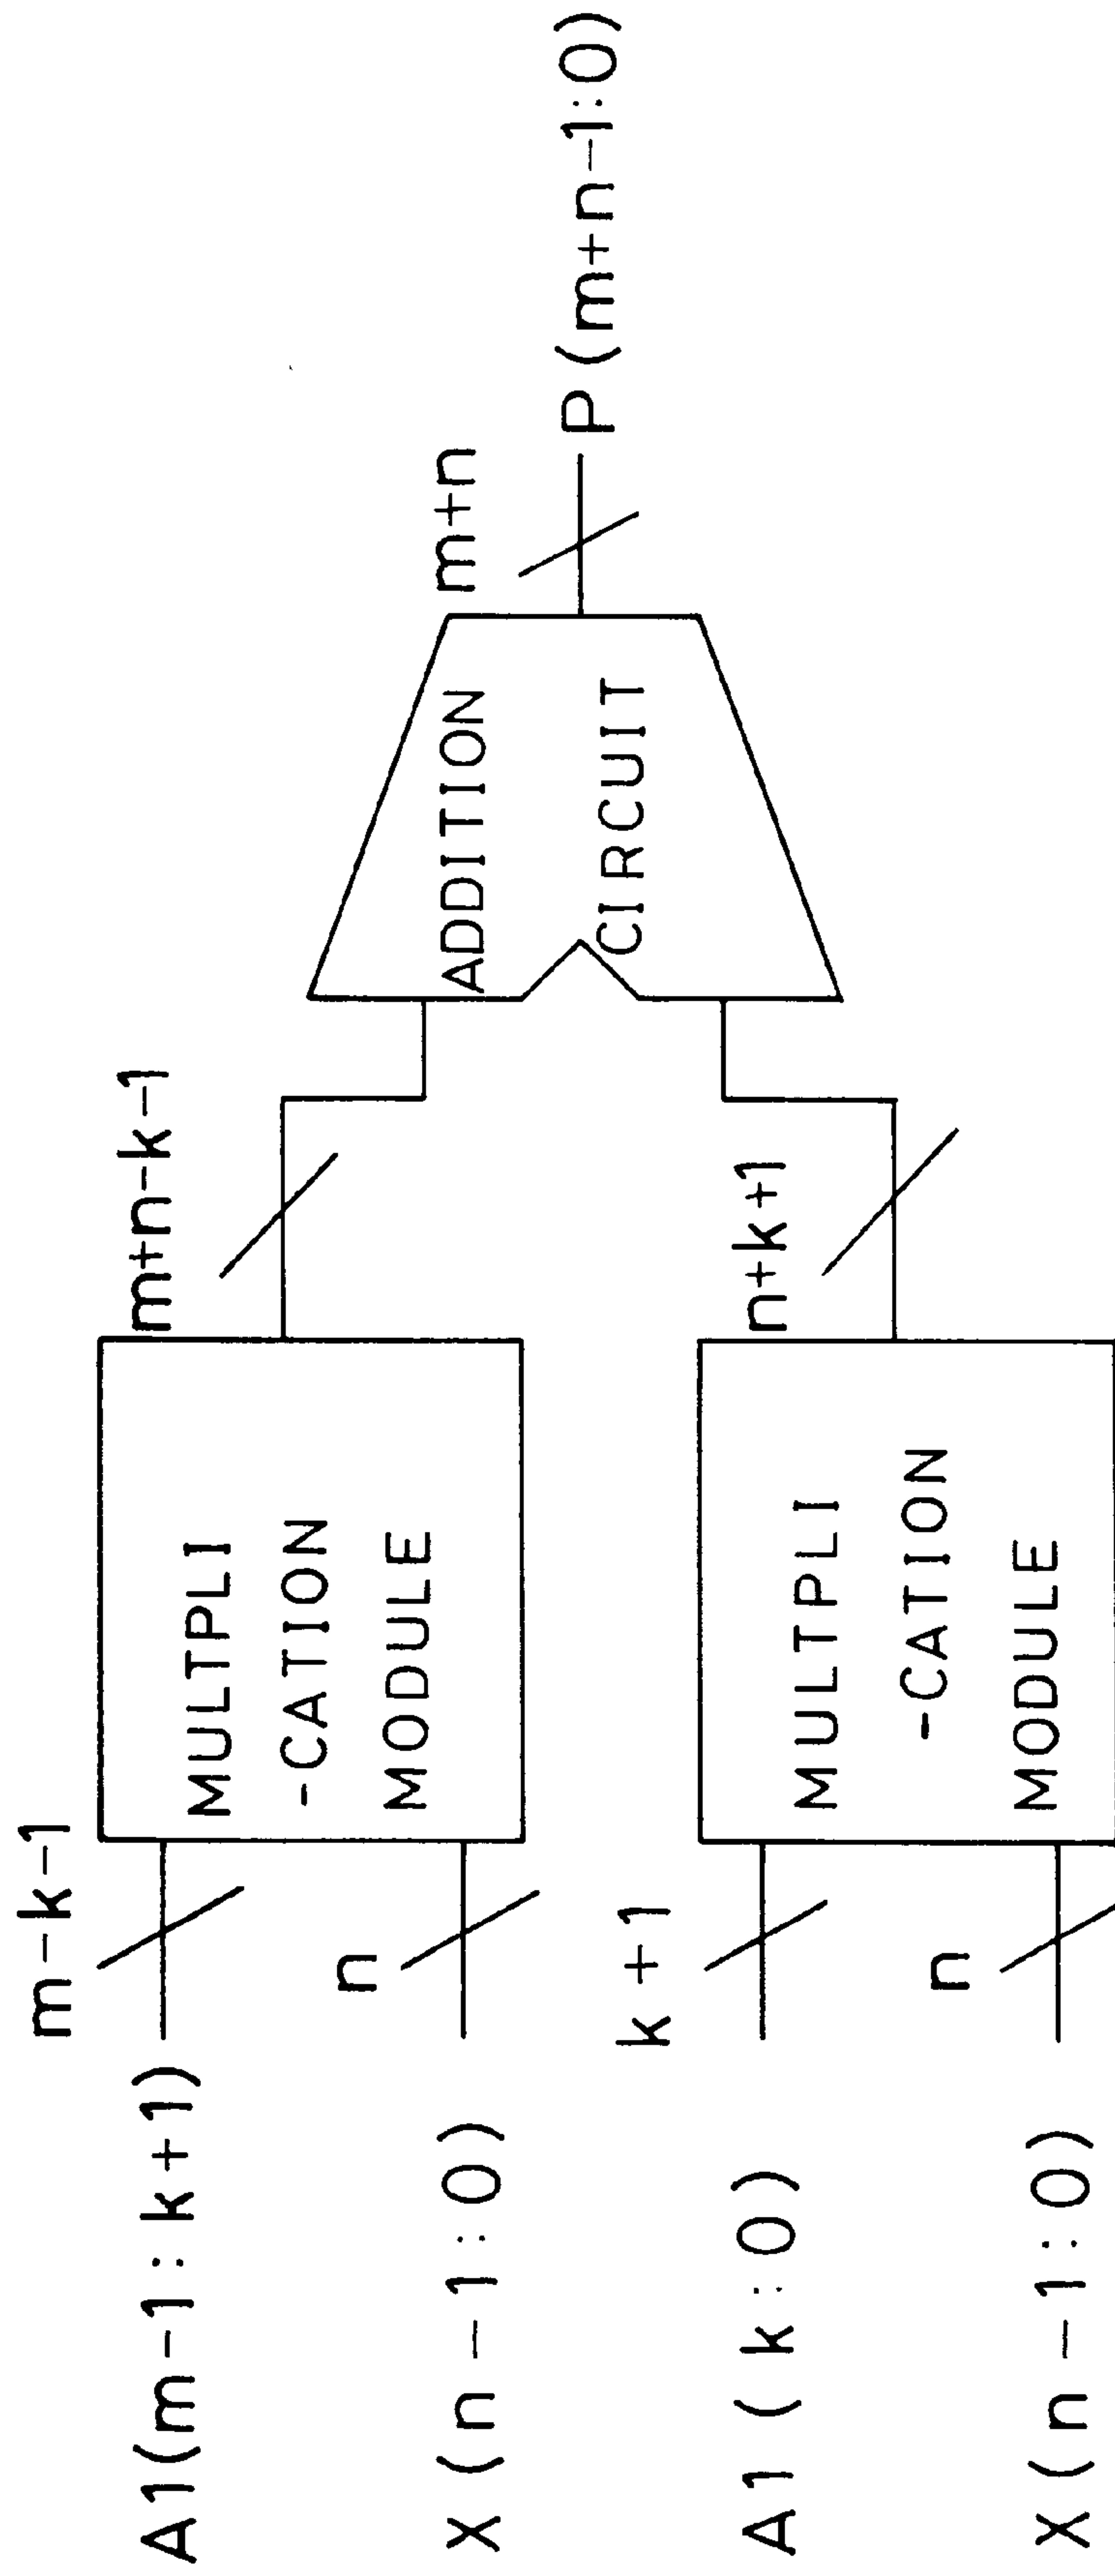 A1(m-1:k+1)
m-k-1
X(n-1:0)
n
MULTPLI
-CATION
MODULE
m+n-k-1
A1(k:0)
k+1
X(n-1:0)
n
MULTPLI
-CATION
MODULE
n+k+1
ADDITION
CIRCUIT
m+n
P(m+n-1:0)